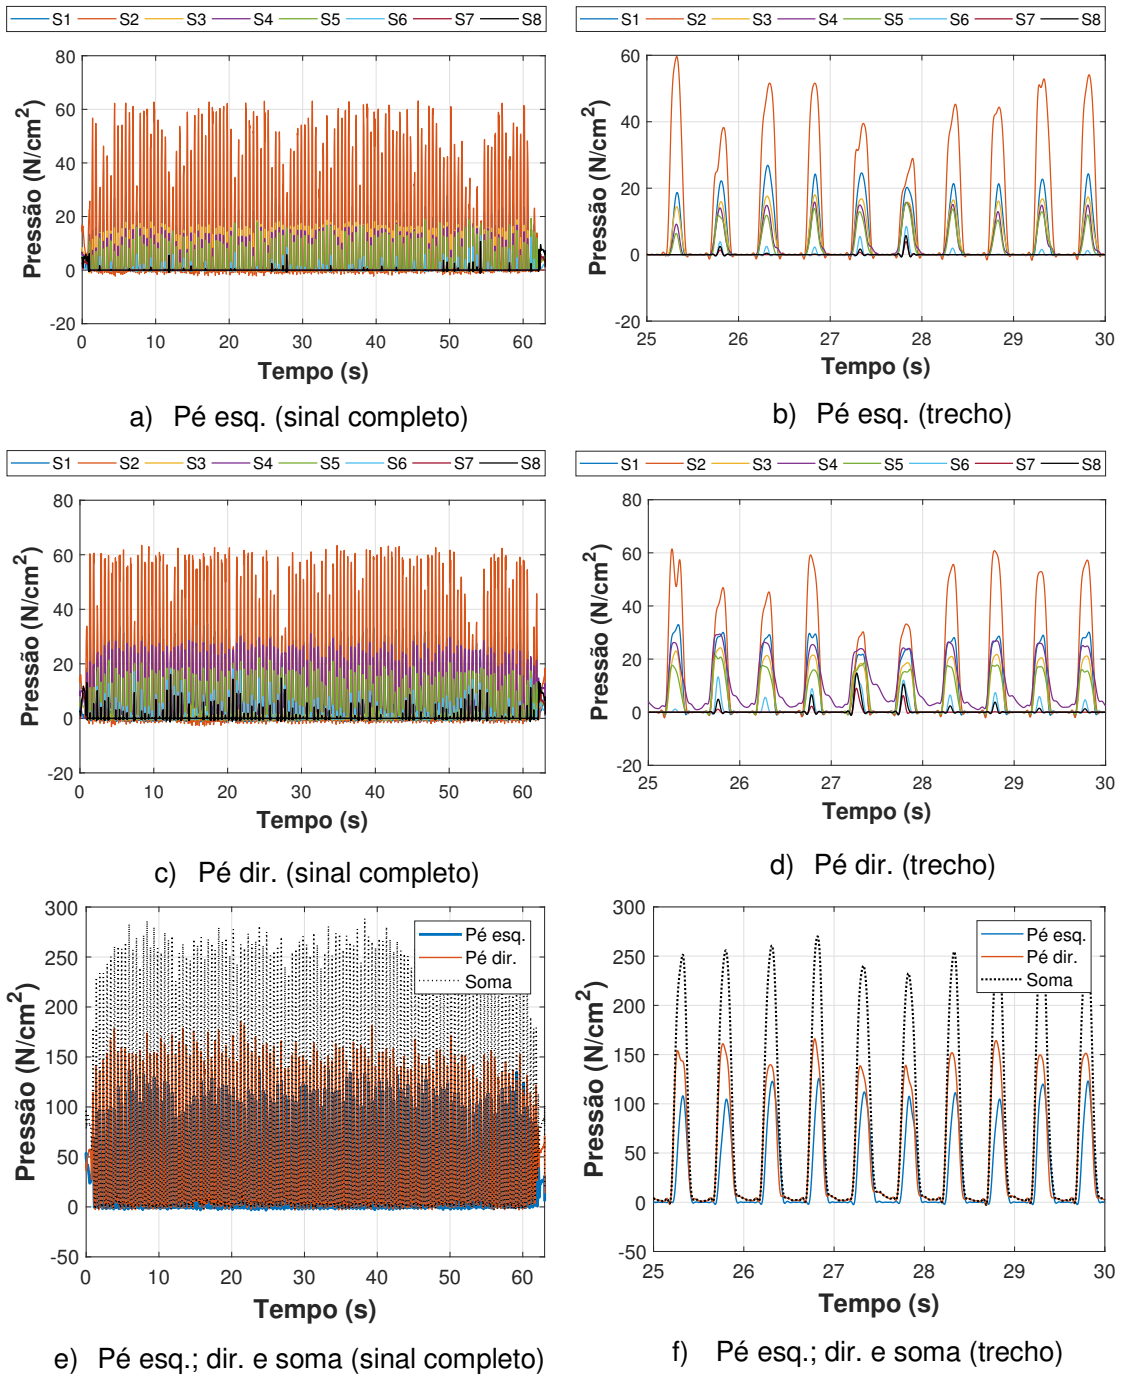 S1 S2 S3 S4 S5 S6 S7 S8
80
60
40
20
0
-20
0 10 20 30 40 50 60
Pressão (N/cm²)
Tempo (s)
a) Pé esq. (sinal completo)
S1 S2 S3 S4 S5 S6 S7 S8
60
40
20
0
-20
25 26 27 28 29 30
Pressão (N/cm²)
Tempo (s)
b) Pé esq. (trecho)
S1 S2 S3 S4 S5 S6 S7 S8
80
60
40
20
0
-20
0 10 20 30 40 50 60
Pressão (N/cm²)
Tempo (s)
c) Pé dir. (sinal completo)
S1 S2 S3 S4 S5 S6 S7 S8
80
60
40
20
0
-20
25 26 27 28 29 30
Pressão (N/cm²)
Tempo (s)
d) Pé dir. (trecho)
300
250
200
150
100
50
0
-50
0 10 20 30 40 50 60
Pressão (N/cm²)
Tempo (s)
Pé esq.
Pé dir.
Soma
e) Pé esq.; dir. e soma (sinal completo)
300
250
200
150
100
50
0
-50
25 26 27 28 29 30
Pressão (N/cm²)
Tempo (s)
Pé esq.
Pé dir.
Soma
f) Pé esq.; dir. e soma (trecho)